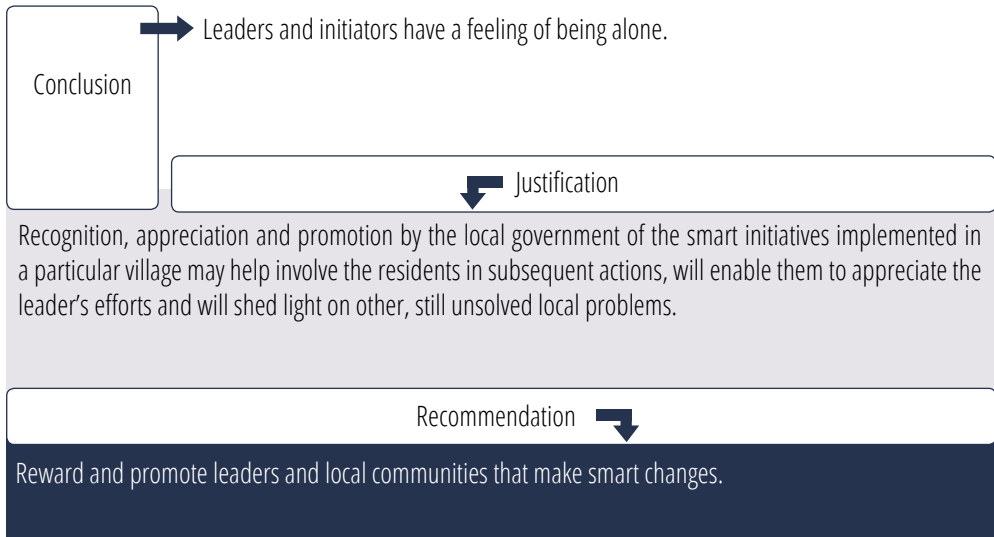 Leaders and initiators have a feeling of being alone.
Conclusion
Justification
Recognition, appreciation and promotion by the local government of the smart initiatives implemented in
a particular village may help involve the residents in subsequent actions, will enable them to appreciate the
leader’s efforts and will shed light on other, still unsolved local problems.
Recommendation
Reward and promote leaders and local communities that make smart changes.